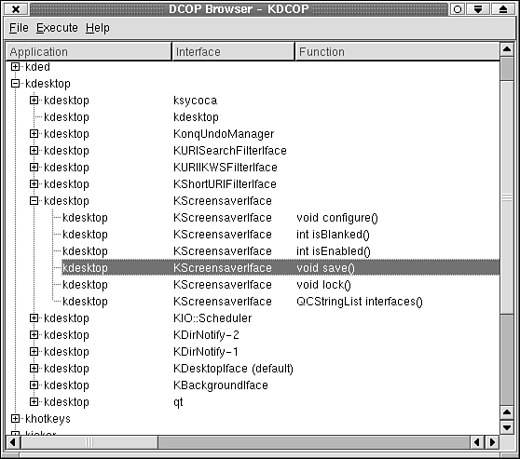 DCOP Browser - KDCOP
File Execute Help
Application Interface Function
kded
kdesktop
kdesktop ksycoca
kdesktop kdesktop
kdesktop KonqUndoManager
kdesktop KURISearchFilterIface
kdesktop KURIIKWSFilterIface
kdesktop KShortURIFilterIface
kdesktop KScreensaverIface
kdesktop KScreensaverIface void configure()
kdesktop KScreensaverIface int isBlanked()
kdesktop KScreensaverIface int isEnabled()
kdesktop KScreensaverIface void save()
kdesktop KScreensaverIface void lock()
kdesktop KScreensaverIface QCStringList interfaces()
kdesktop KIO::Scheduler
kdesktop KDirNotify-2
kdesktop KDirNotify-1
kdesktop KDesktopIface (default)
kdesktop KBackgroundIface
kdesktop qt
khotkeys
kicker